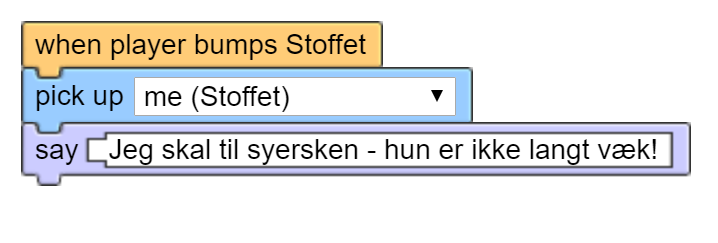 when player bumps Stoffet
pick up me (Stoffet) ▼
say Jeg skal til syersken - hun er ikke langt væk!